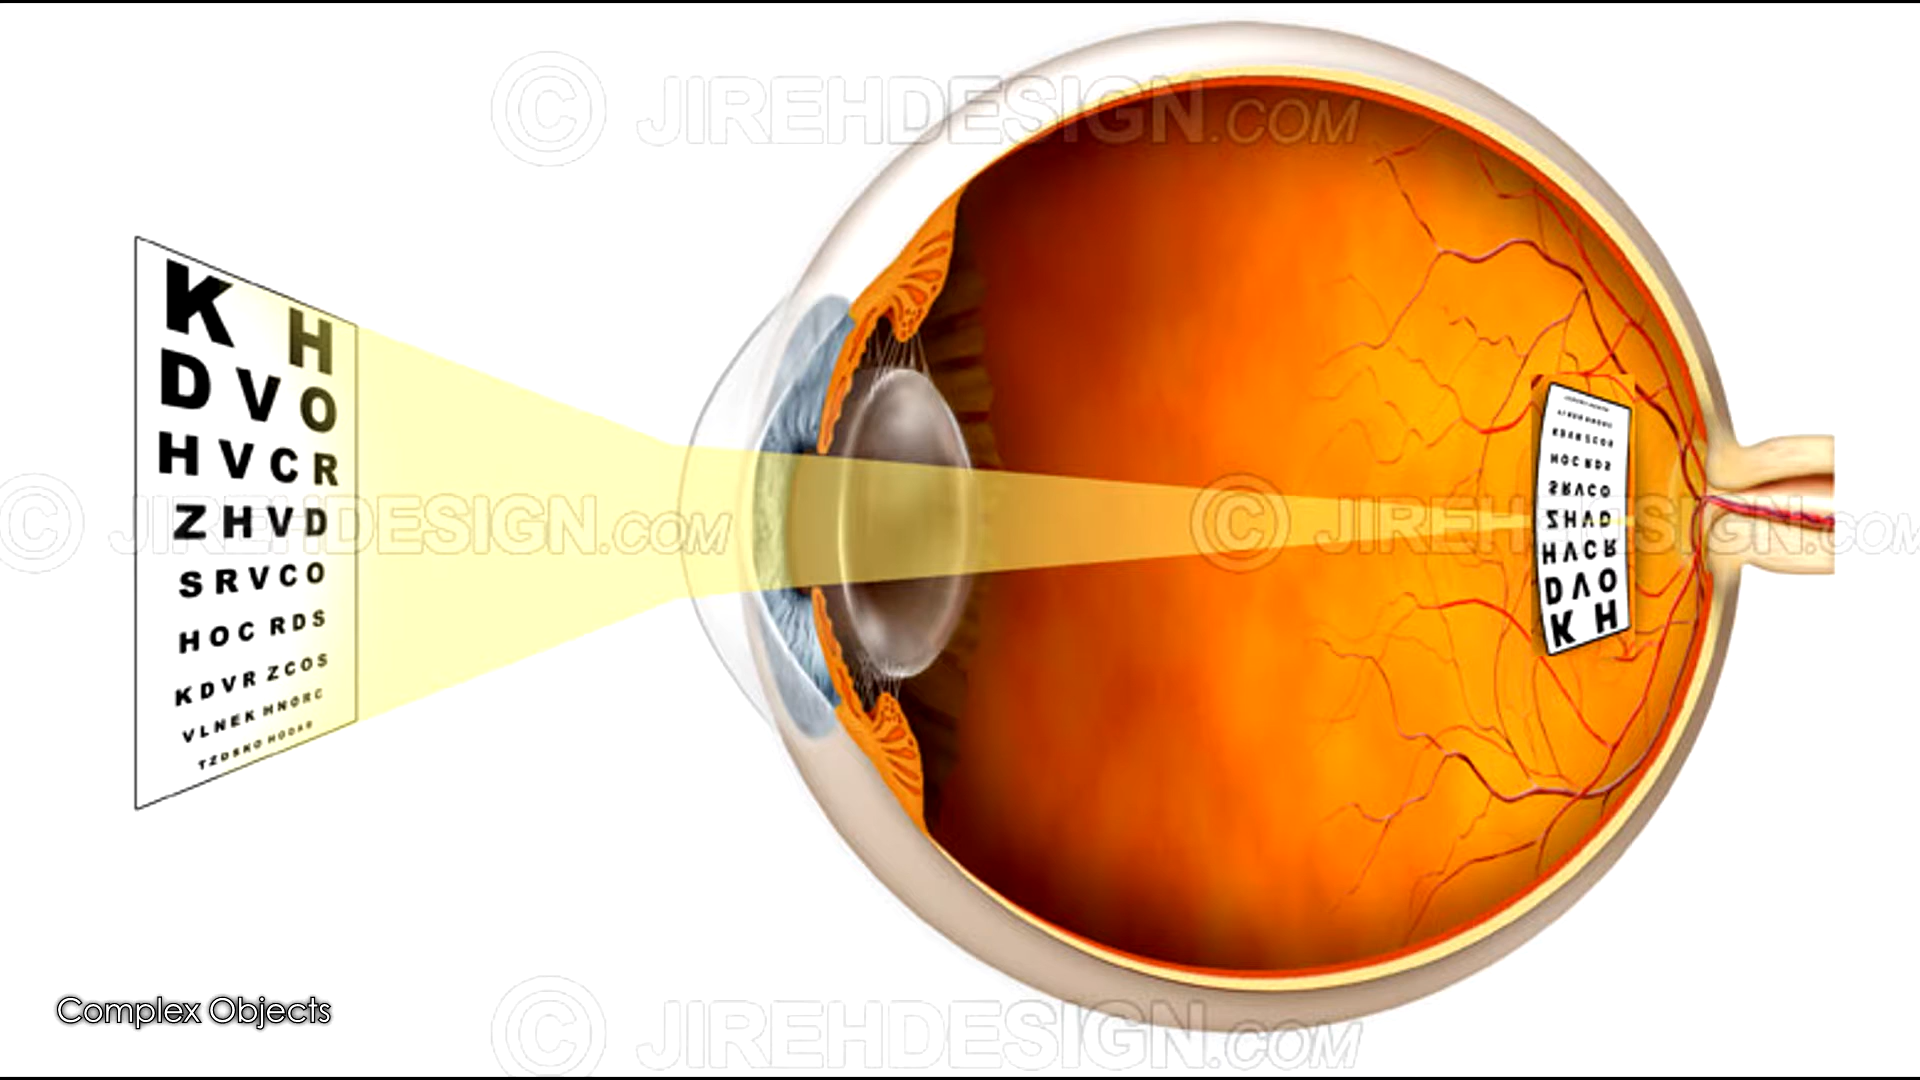 © JIREHDESIGN.COM
K H
D V O
H V C R
Z H V D
S R V C O
H O C R D S
K D V R Z C O S
V L N E K H N O R C
© JIREHDESIGN.COM
© JIREHDESIGN.COM
K D V R Z C O S
H O C R D S
S R V C O
Z H V D
H V C R
D V O
K H
Complex Objects
© JIREHDESIGN.COM